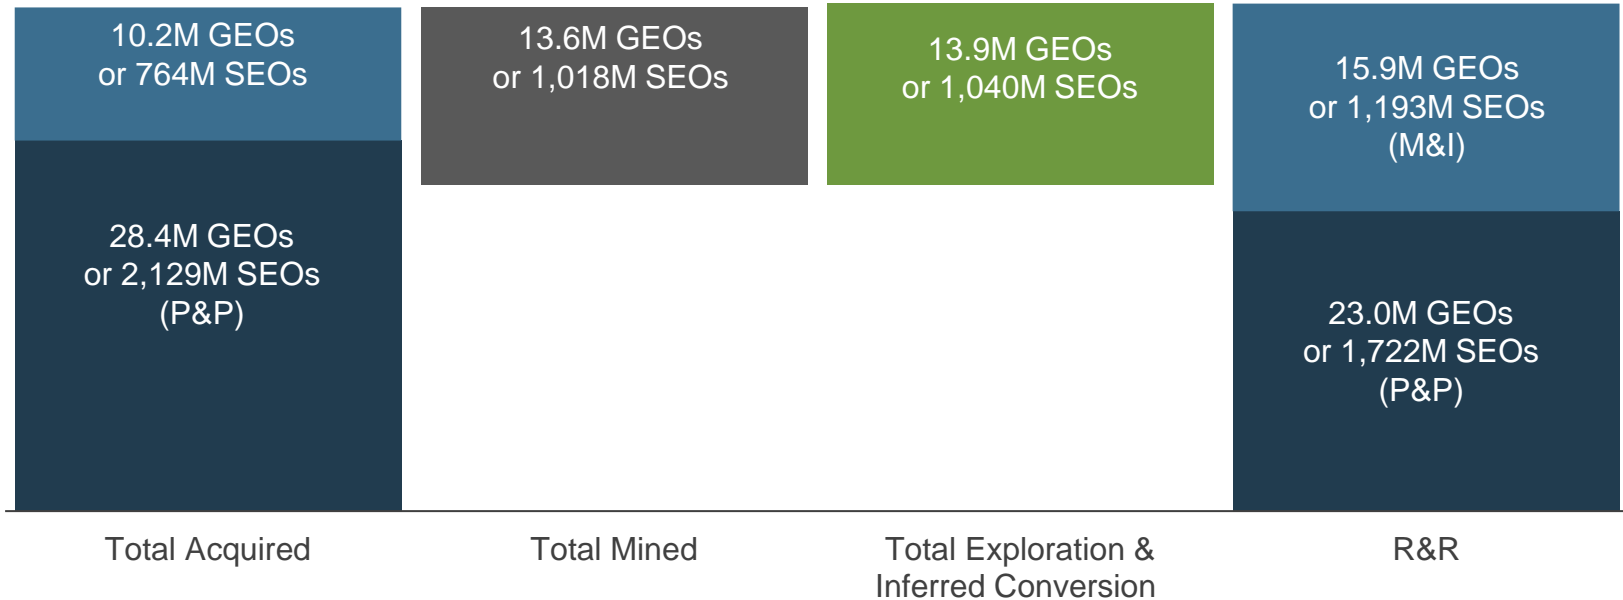 10.2M GEOs
or 764M SEOs
28.4M GEOs
or 2,129M SEOs
(P&P)
13.6M GEOs
or 1,018M SEOs
13.9M GEOs
or 1,040M SEOs
15.9M GEOs
or 1,193M SEOs
(M&I)
23.0M GEOs
or 1,722M SEOs
(P&P)
Total Acquired
Total Mined
Total Exploration &
Inferred Conversion
R&R